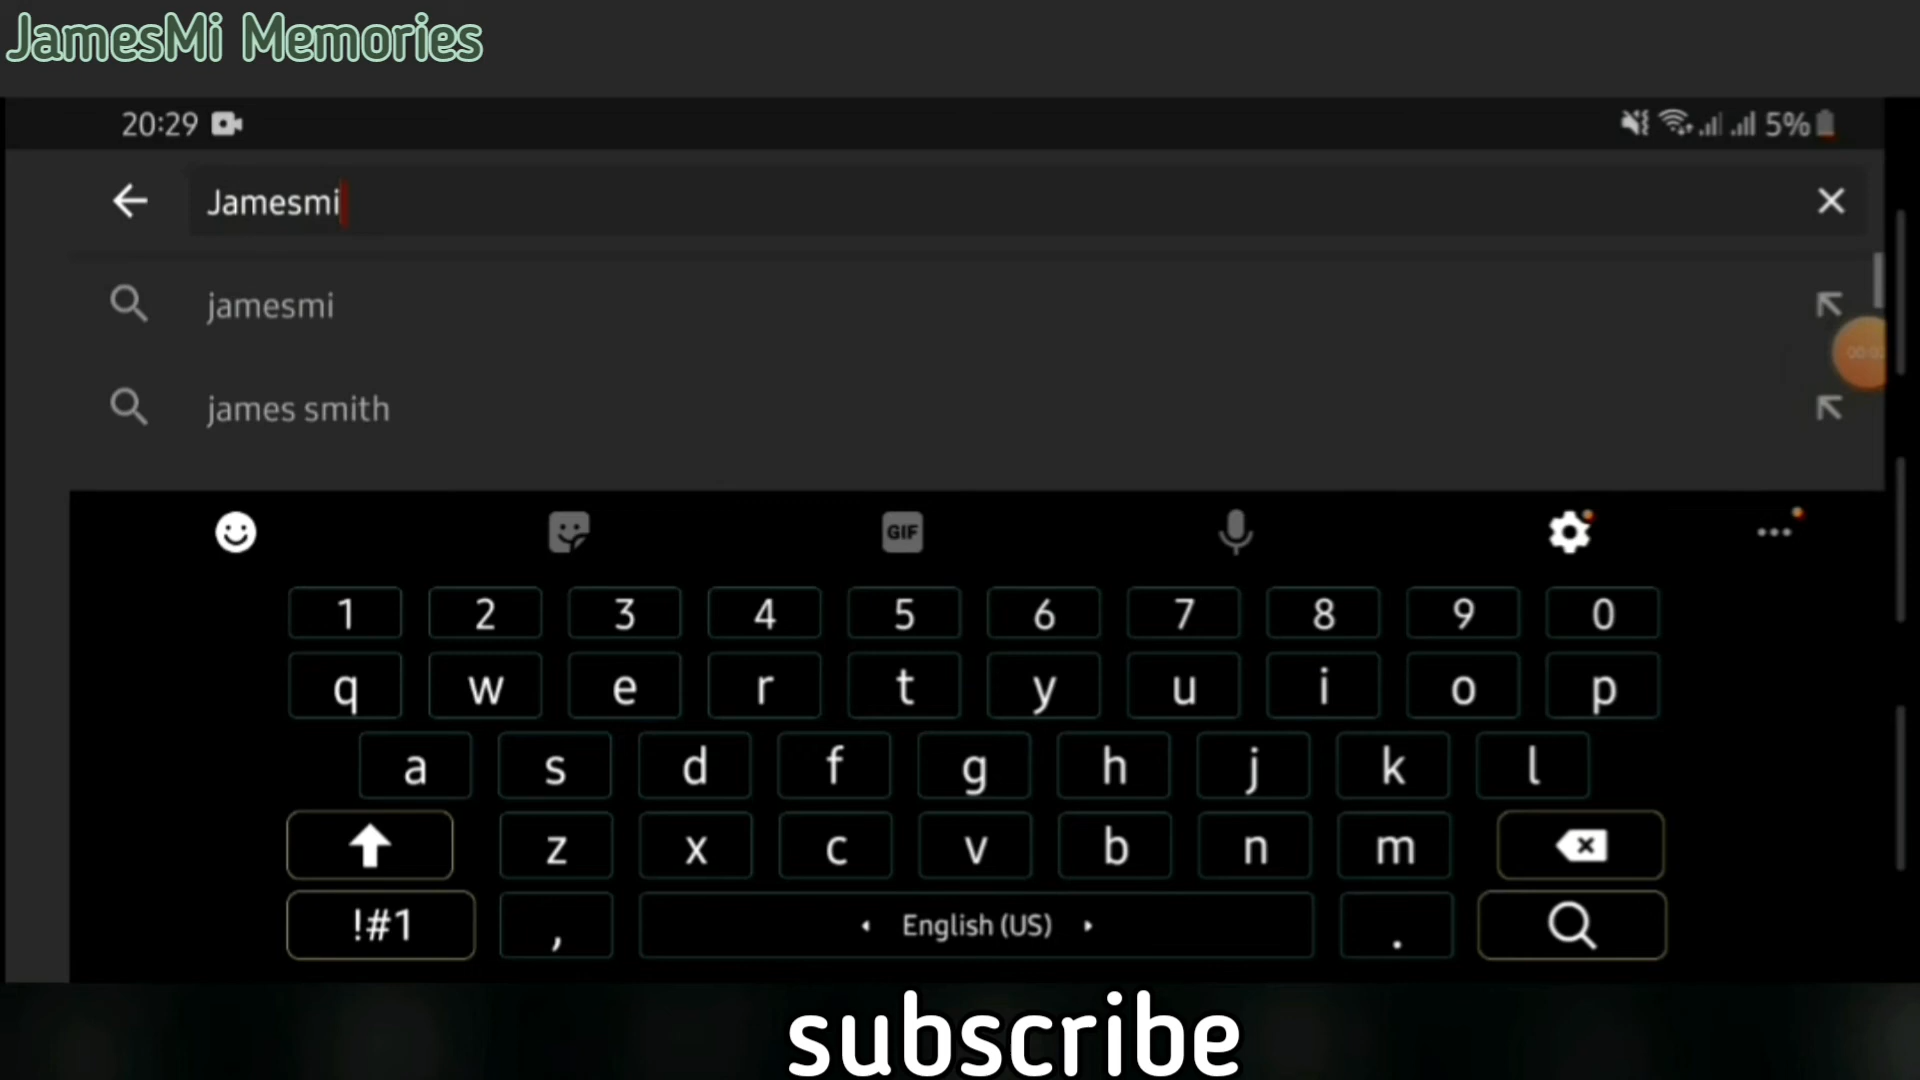 JamesMi Memories
20:29
5%
Jamesmi
jamesmi
james smith
GIF
1 2 3 4 5 6 7 8 9 0
q w e r t y u i o p
a s d f g h j k l
z x c v b n m
!#1 , English (US) .
subscribe